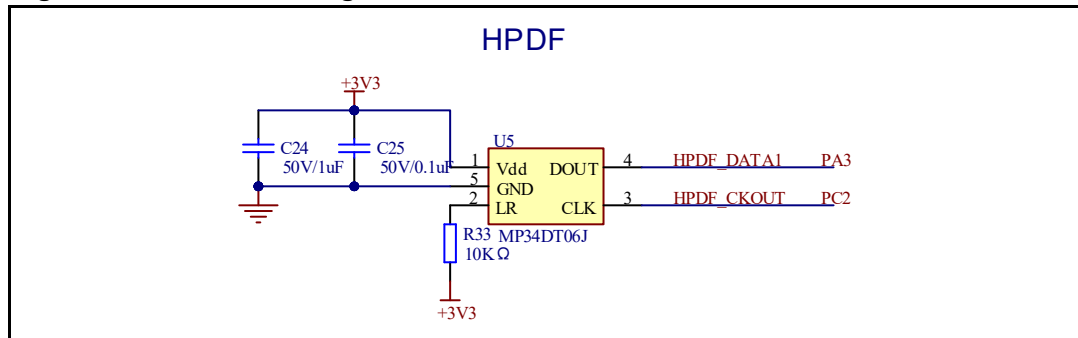 HPDF
+3V3
C24
50V/1uF
C25
50V/0.1uF
U5
1 Vdd DOUT 4 HPDF_DATA1 PA3
5 GND
2 LR CLK 3 HPDF_CKOUT PC2
R33 MP34DT06J
10KΩ
+3V3